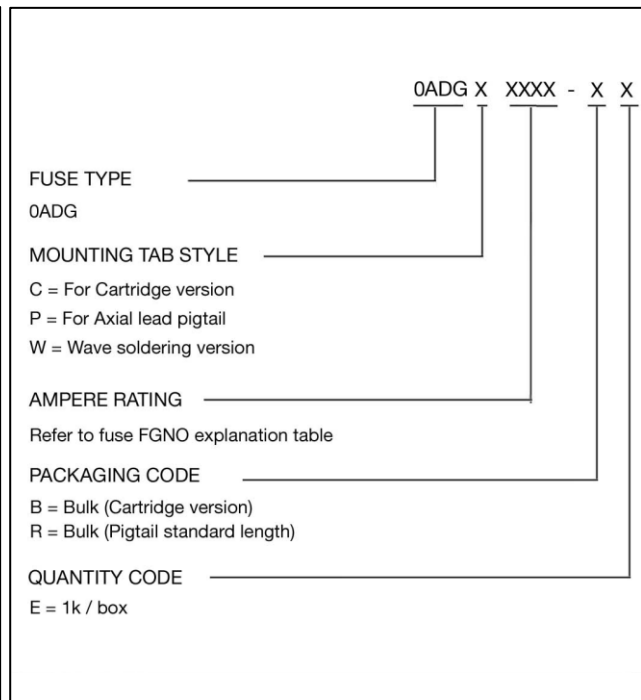 0ADG X XXXX - X X
FUSE TYPE
0ADG
MOUNTING TAB STYLE
C = For Cartridge version
P = For Axial lead pigtail
W = Wave soldering version
AMPERE RATING
Refer to fuse FGNO explanation table
PACKAGING CODE
B = Bulk (Cartridge version)
R = Bulk (Pigtail standard length)
QUANTITY CODE
E = 1k / box